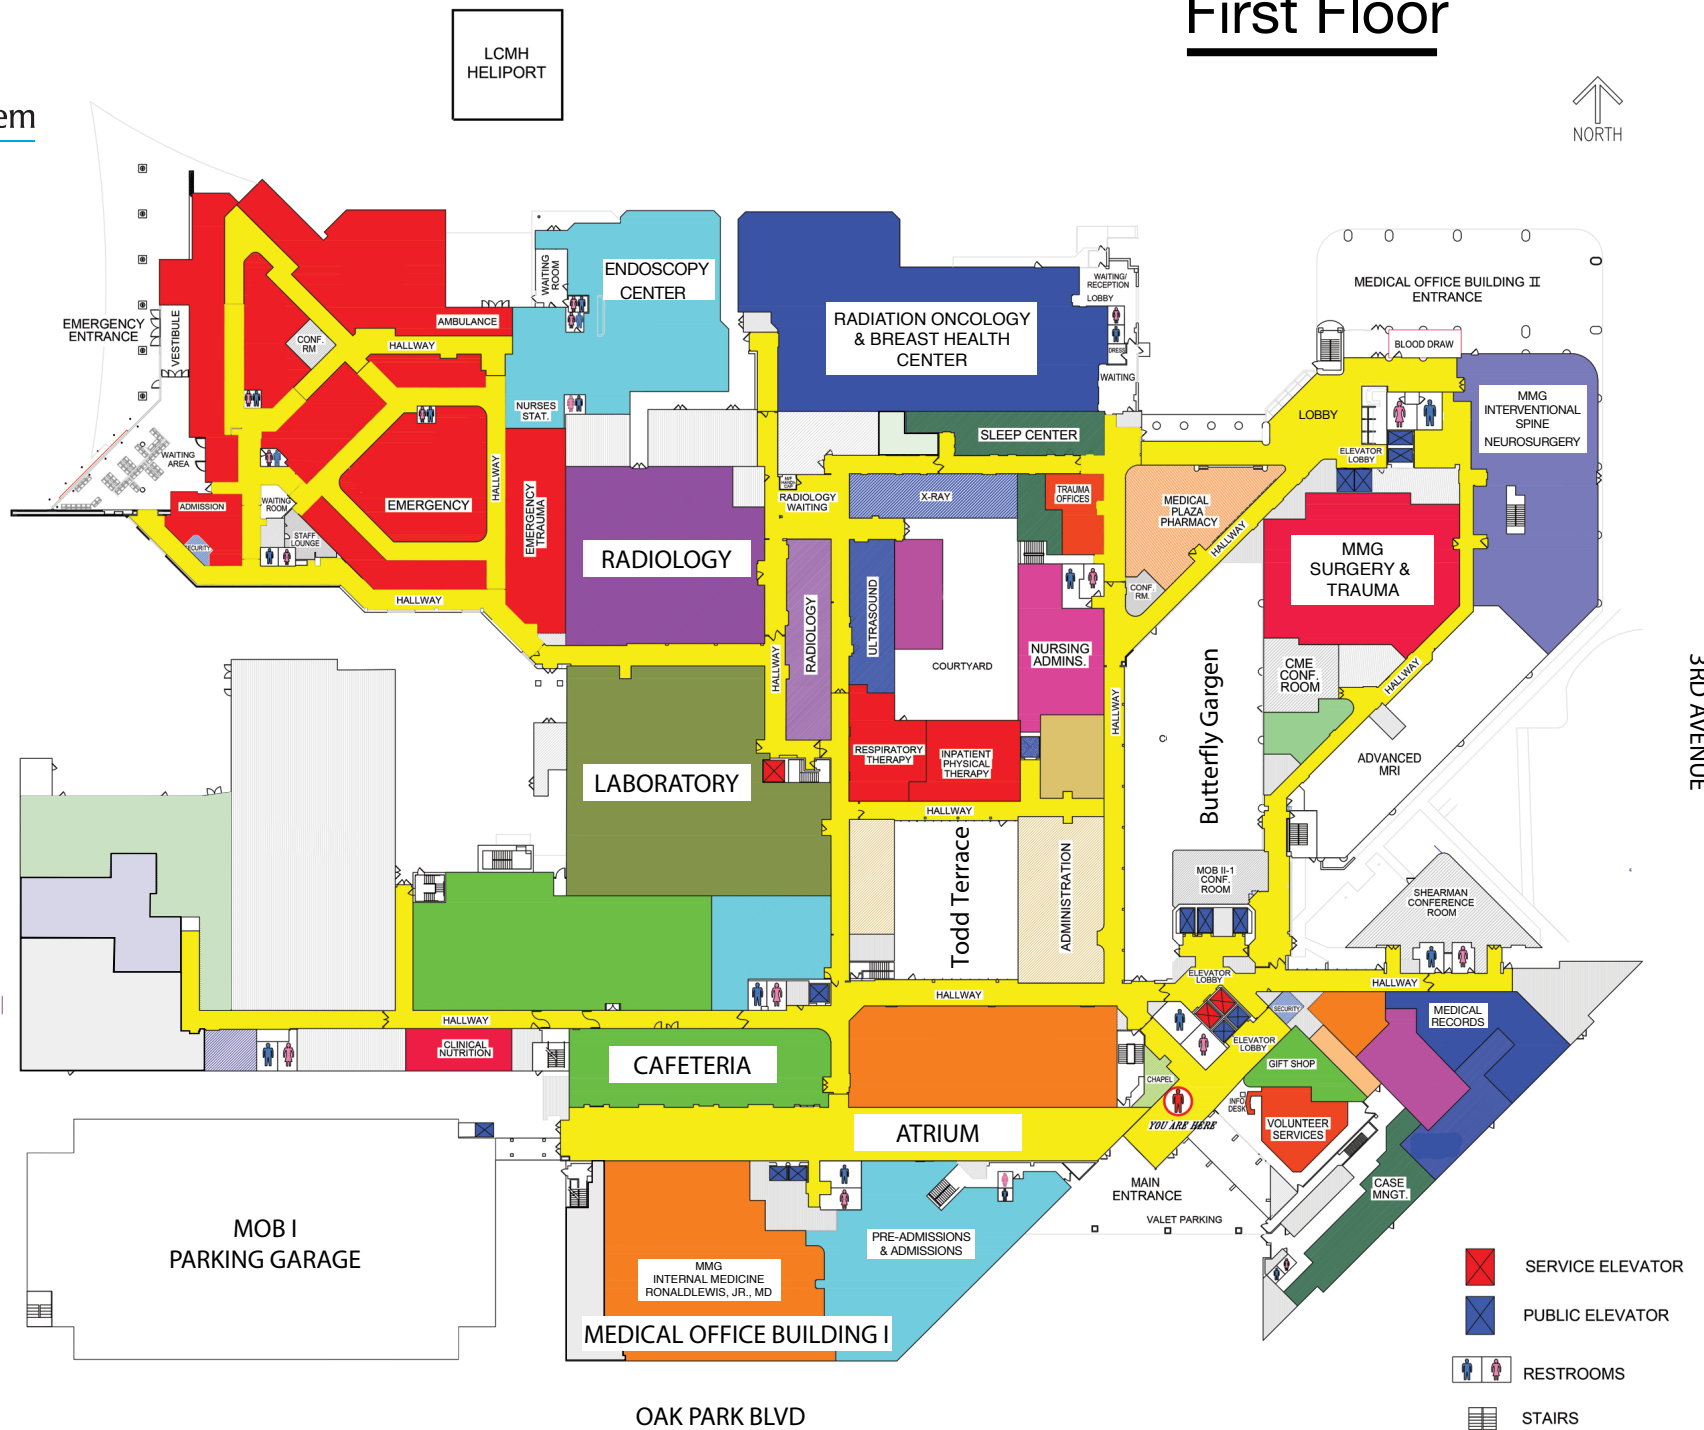 First Floor
LCMH
HELIPORT
em
NORTH
ENDOSCOPY
CENTER
WAITING
ROOM
NURSES
STAT.
AMBULANCE
HALLWAY
CONF.
RM
EMERGENCY
ENTRANCE
VESTIBULE
WAITING
AREA
ADMISSION
SECURITY
WAITING
ROOM
STAFF
LOUNGE
EMERGENCY
HALLWAY
EMERGENCY
TRAUMA
HALLWAY
RADIATION ONCOLOGY
& BREAST HEALTH
CENTER
WAITING/
RECEPTION
LOBBY
DRESS
WAITING
SLEEP CENTER
RADIOLOGY
WAITING
X-RAY
TRAUMA
OFFICES
MEDICAL
PLAZA
PHARMACY
HALLWAY
CONF.
RM.
MEDICAL OFFICE BUILDING II
ENTRANCE
BLOOD DRAW
LOBBY
ELEVATOR
LOBBY
MMG
INTERVENTIONAL
SPINE
NEUROSURGERY
MMG
SURGERY &
TRAUMA
CME
CONF.
ROOM
HALLWAY
ADVANCED
MRI
3RD AVENUE
RADIOLOGY
RADIOLOGY
HALLWAY
ULTRASOUND
COURTYARD
NURSING
ADMINS.
HALLWAY
Butterfly Gargen
LABORATORY
RESPIRATORY
THERAPY
INPATIENT
PHYSICAL
THERAPY
HALLWAY
Todd Terrace
ADMINISTRATION
MOB II-1
CONF.
ROOM
SHEARMAN
CONFERENCE
ROOM
ELEVATOR
LOBBY
HALLWAY
HALLWAY
HALLWAY
CLINICAL
NUTRITION
CAFETERIA
SECURITY
MEDICAL
RECORDS
ELEVATOR
LOBBY
GIFT SHOP
CHAPEL
INFO
DESK
YOU ARE HERE
VOLUNTEER
SERVICES
ATRIUM
CASE
MNGT.
MAIN
ENTRANCE
VALET PARKING
MOB I
PARKING GARAGE
PRE-ADMISSIONS
& ADMISSIONS
MMG
INTERNAL MEDICINE
RONALDLEWIS, JR., MD
MEDICAL OFFICE BUILDING I
OAK PARK BLVD
SERVICE ELEVATOR
PUBLIC ELEVATOR
RESTROOMS
STAIRS